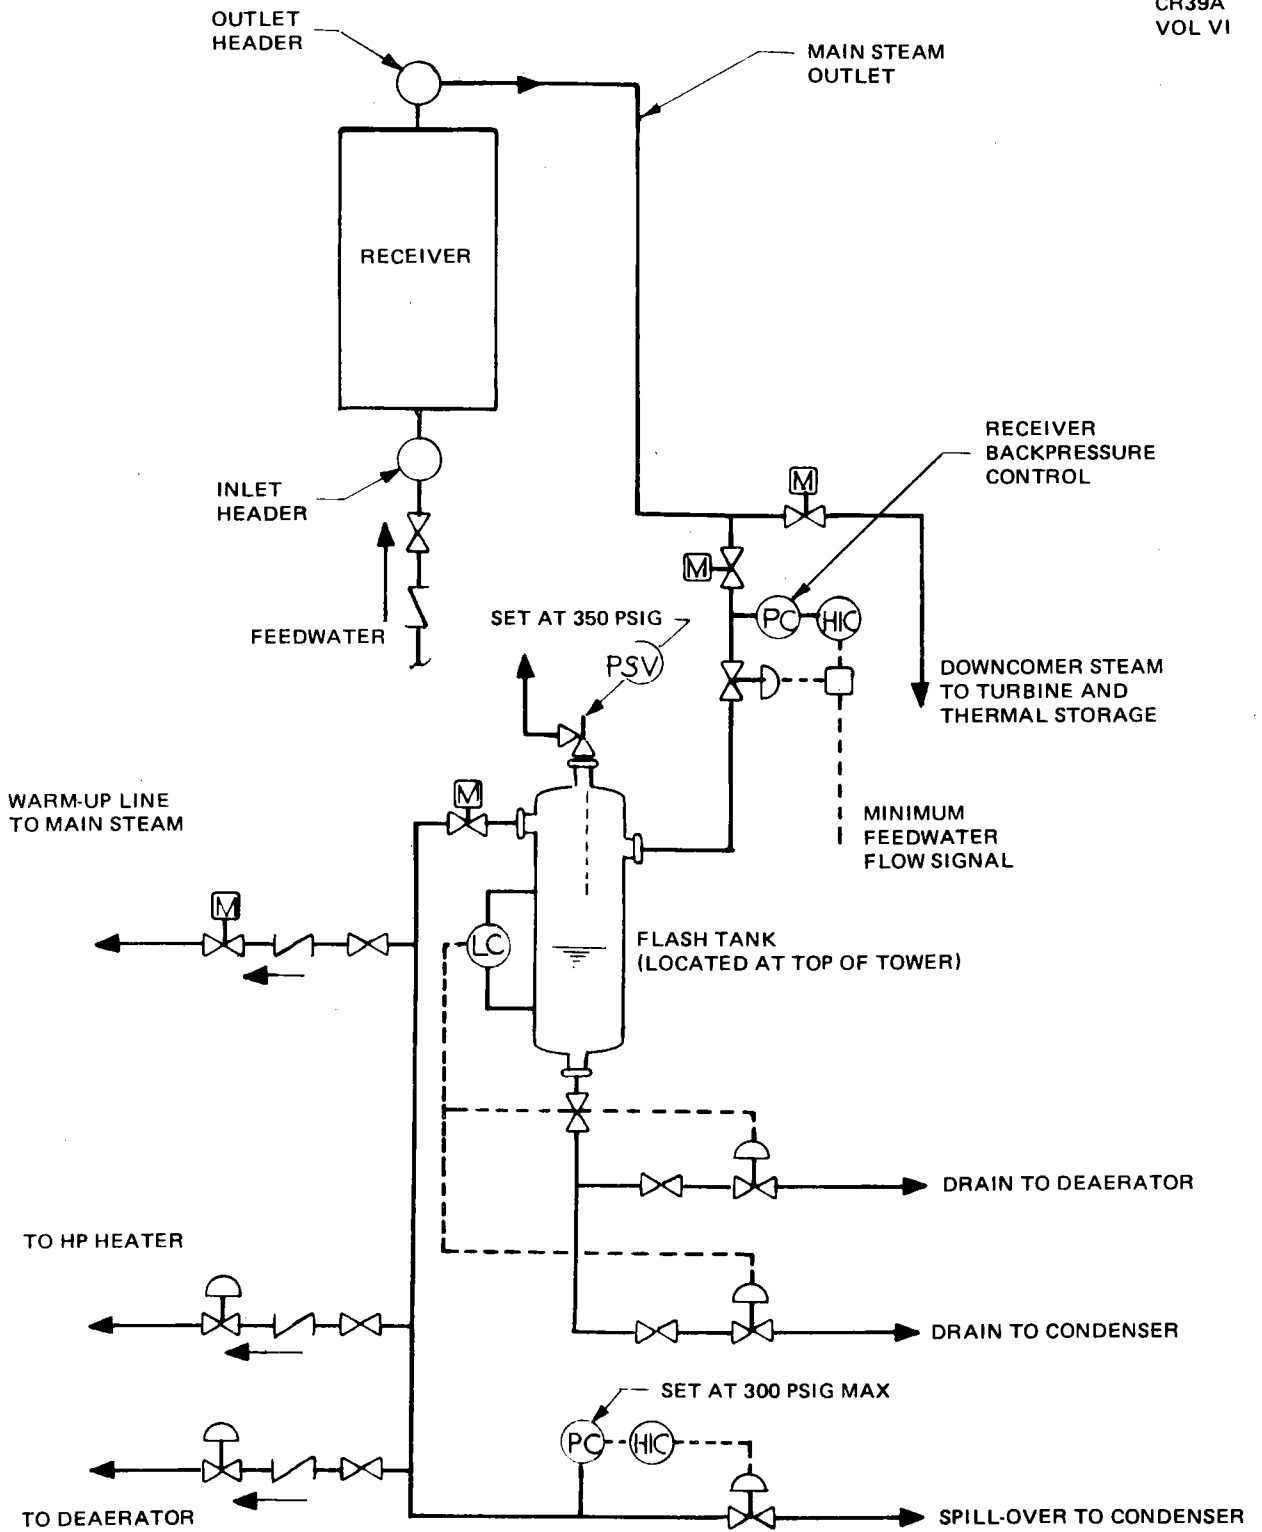 CR39A
VOL VI
OUTLET
HEADER
MAIN STEAM
OUTLET
RECEIVER
RECEIVER
BACKPRESSURE
CONTROL
M
INLET
HEADER
M
PC
HIC
SET AT 350 PSIG
FEEDWATER
PSV
DOWNCOMER STEAM
TO TURBINE AND
THERMAL STORAGE
M
WARM-UP LINE
TO MAIN STEAM
MINIMUM
FEEDWATER
FLOW SIGNAL
M
LC
FLASH TANK
(LOCATED AT TOP OF TOWER)
DRAIN TO DEAERATOR
TO HP HEATER
DRAIN TO CONDENSER
SET AT 300 PSIG MAX
PC
HIC
TO DEAERATOR
SPILL-OVER TO CONDENSER